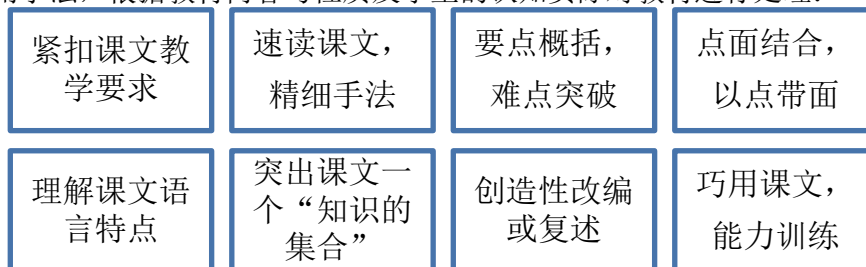 紧扣课文教
学要求
速读课文，
精细手法
要点概括，
难点突破
点面结合，
以点带面
理解课文语
言特点
突出课文一
个“知识的
集合”
创造性改编
或复述
巧用课文，
能力训练